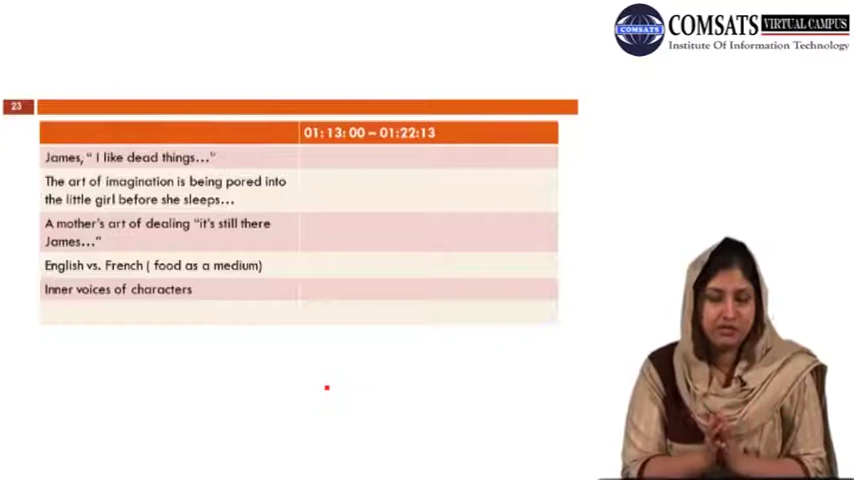 COMSATS
COMSATS VIRTUAL CAMPUS
Institute Of Information Technology
23
01: 13: 00 – 01:22:13
James, “ I like dead things…”
The art of imagination is being pored into
the little girl before she sleeps…
A mother’s art of dealing “it’s still there
James…”
English vs. French ( food as a medium)
Inner voices of characters